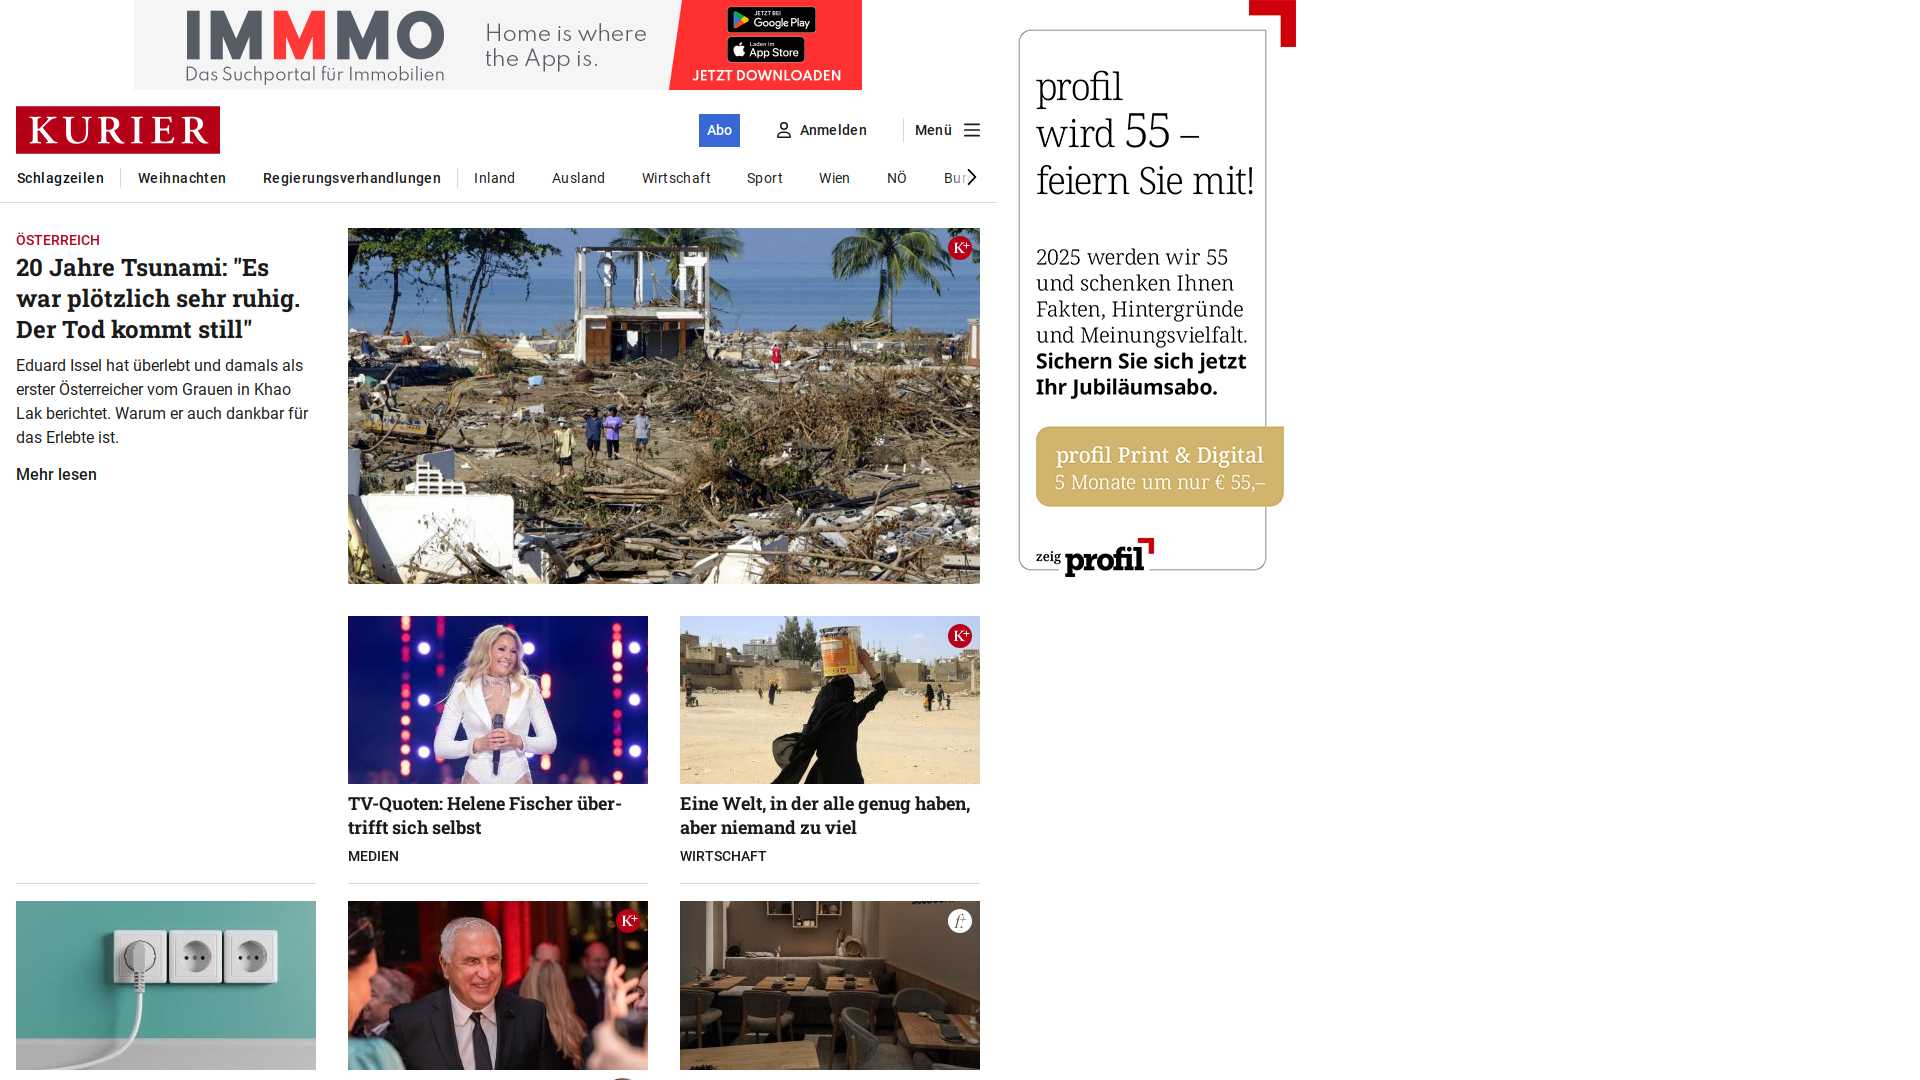 IMMMO
Das Suchportal für Immobilien
Home is where
the App is.
JETZT BEI
Google Play
Laden im
App Store
JETZT DOWNLOADEN
KURIER
Abo
Anmelden
Menü
Schlagzeilen
Weihnachten
Regierungsverhandlungen
Inland
Ausland
Wirtschaft
Sport
Wien
NÖ
ÖSTERREICH
20 Jahre Tsunami: "Es
war plötzlich sehr ruhig.
Der Tod kommt still"
Eduard Issel hat überlebt und damals als
erster Österreicher vom Grauen in Khao
Lak berichtet. Warum er auch dankbar für
das Erlebte ist.
Mehr lesen
K+
TV-Quoten: Helene Fischer über-
trifft sich selbst
MEDIEN
K+
Eine Welt, in der alle genug haben,
aber niemand zu viel
WIRTSCHAFT
K+
f+
profil
wird 55 –
feiern Sie mit!
2025 werden wir 55
und schenken Ihnen
Fakten, Hintergründe
und Meinungsvielfalt.
Sichern Sie sich jetzt
Ihr Jubiläumsabo.
profil Print & Digital
5 Monate um nur € 55,–
zeig profil